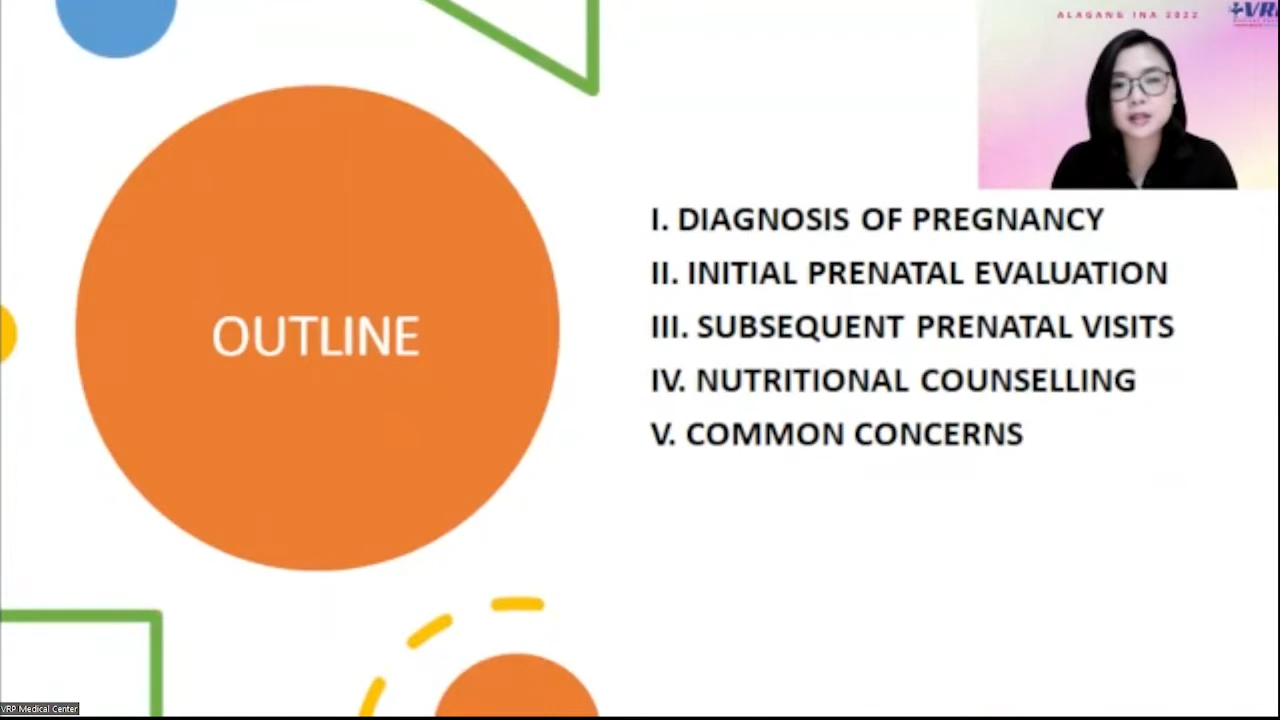 ALAGANG INA 2022
VR
OUTLINE
I. DIAGNOSIS OF PREGNANCY
II. INITIAL PRENATAL EVALUATION
III. SUBSEQUENT PRENATAL VISITS
IV. NUTRITIONAL COUNSELLING
V. COMMON CONCERNS
VRP Medical Center